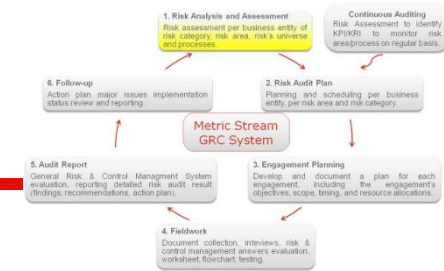 1. Risk Analysis and Assessment
Risk assessment per business entity of
risk category, risk area, risk's universe
and processes.
Continuous Auditing
Risk Assessment to identify
KPI/KRI to monitor risk
area/process on regular basis.
6. Follow-up
Action plan major issues implementation
status review and reporting.
2. Risk Audit Plan
Planning and scheduling per business
entity, per risk area and risk category.
Metric Stream
GRC System
5. Audit Report
General Risk & Control Managment System
evaluation, reporting detailed risk audit result
(findings, recommendations, action plan).
3. Engagement Planning
Develop and document a plan for each
engagement, including the engagement's
objectives, scope, timing, and resource allocations.
4. Fieldwork
Document collection, inteviews, risk &
control management answers evaluation,
worksheet, flowchart, testing.